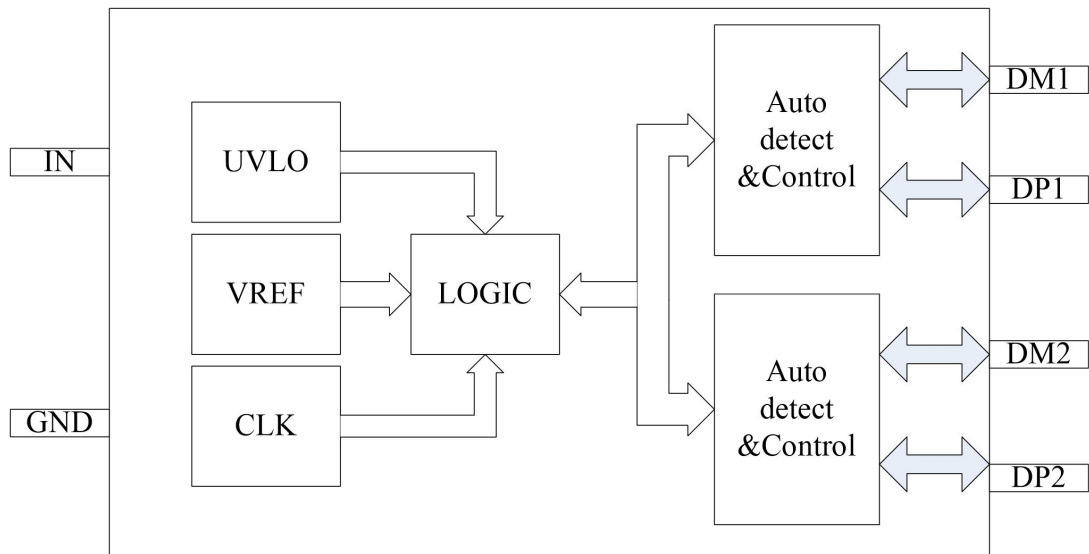 IN
GND
UVLO
VREF
CLK
LOGIC
Auto
detect
&Control
Auto
detect
&Control
DM1
DP1
DM2
DP2